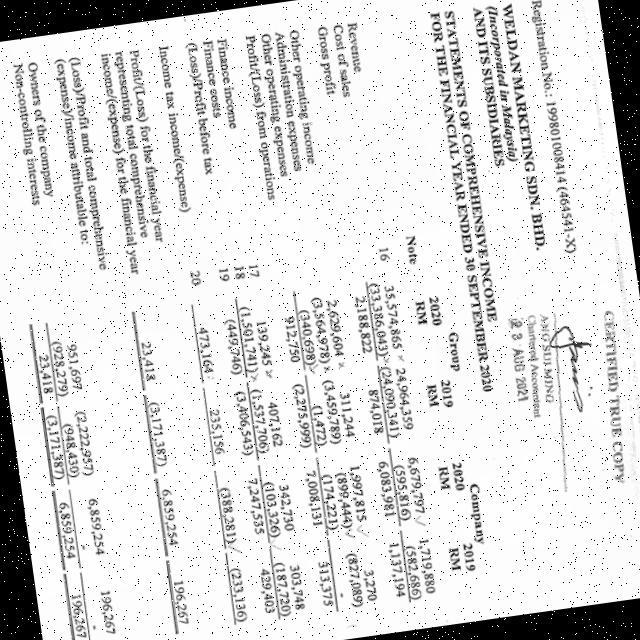 CERTIFIED TRUE COPY
ANG SEI MING
Chartered Accountant
2 3 AUG 2021
Registration No.: 199801008414 (464541-X)
WELLDAN MARKETING SDN. BHD.
(Incorporated in Malaysia)
AND ITS SUBSIDIARIES
STATEMENTS OF COMPREHENSIVE INCOME
FOR THE FINANCIAL YEAR ENDED 30 SEPTEMBER 2020
Group Company
Note 2020 2019 2020 2019
RM RM RM RM
Revenue 16 35,574,865 24,964,359 6,679,797 1,719,880
Cost of sales (33,386,043) (24,090,341) (595,816) (582,686)
Gross profit 2,188,822 874,018 6,083,981 1,137,194
Other operating income 2,629,604 311,244 1,997,815 3,270
Administration expenses (3,564,978) (3,459,789) (899,444) (827,089)
Other operating expenses (340,698) (1,472) (174,221) -
Profit/(Loss) from operations 912,750 (2,275,999) 7,008,131 313,375
Finance income 17 139,245 407,162 342,730 303,748
Finance costs 18 (1,501,741) (1,537,706) (103,326) (187,720)
(Loss)/Profit before tax 19 (449,746) (3,406,543) 7,247,535 429,403
Income tax income/(expense) 20 473,164 235,156 (388,281) (233,136)
Profit/(Loss) for the financial year
representing total comprehensive
income/(expense) for the financial year 23,418 (3,171,387) 6,859,254 196,267
(Loss)/Profit and total comprehensive
(expense)/income attributable to:
Owners of the company 951,697 (2,222,957) 6,859,254 196,267
Non-controlling interests (928,279) (948,430) - -
23,418 (3,171,387) 6,859,254 196,267